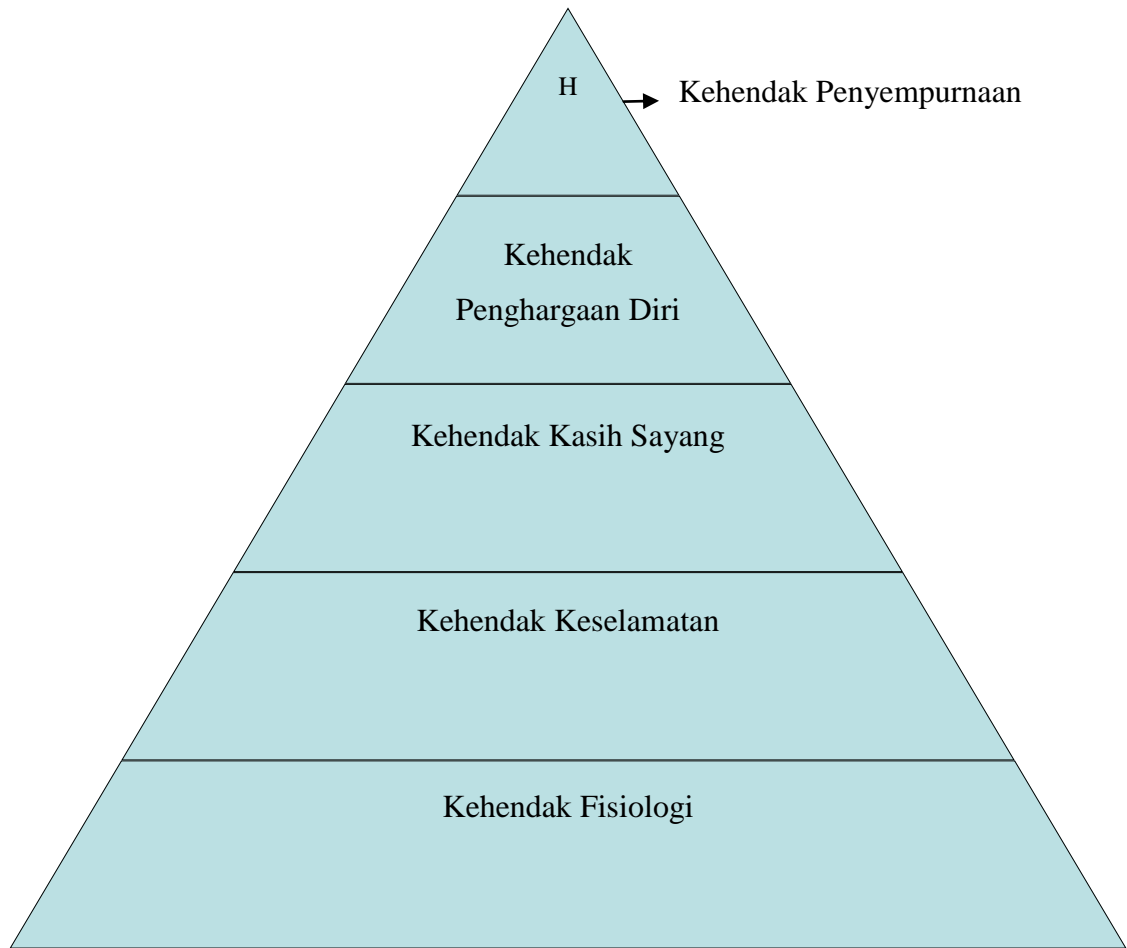 H
Kehendak Penyempurnaan
Kehendak
Penghargaan Diri
Kehendak Kasih Sayang
Kehendak Keselamatan
Kehendak Fisiologi